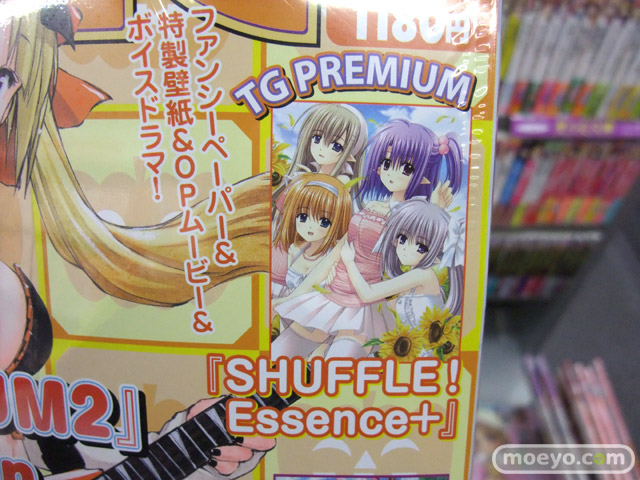 1180円
TG PREMIUM
ファンシーペーパー&
特製壁紙&OPムービー&
ボイスドラマ!
『SHUFFLE!
Essence+』
UM2』
moeyo.com